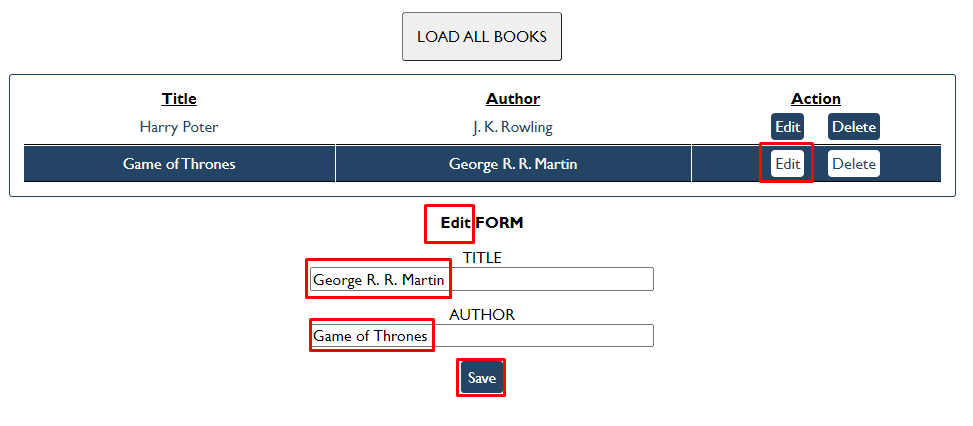 LOAD ALL BOOKS
Title Author Action
Harry Poter J. K. Rowling Edit Delete
Game of Thrones George R. R. Martin Edit Delete
Edit FORM
TITLE
George R. R. Martin
AUTHOR
Game of Thrones
Save